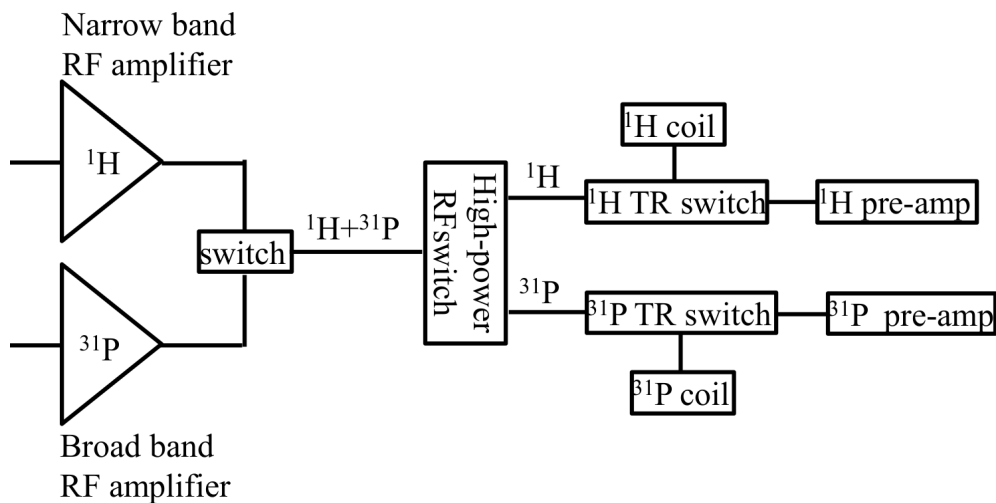 Narrow band
RF amplifier
¹H
switch
¹H+³¹P
High-power
RFswitch
¹H
¹H coil
¹H TR switch
¹H pre-amp
³¹P
³¹P TR switch
³¹P pre-amp
³¹P coil
³¹P
Broad band
RF amplifier